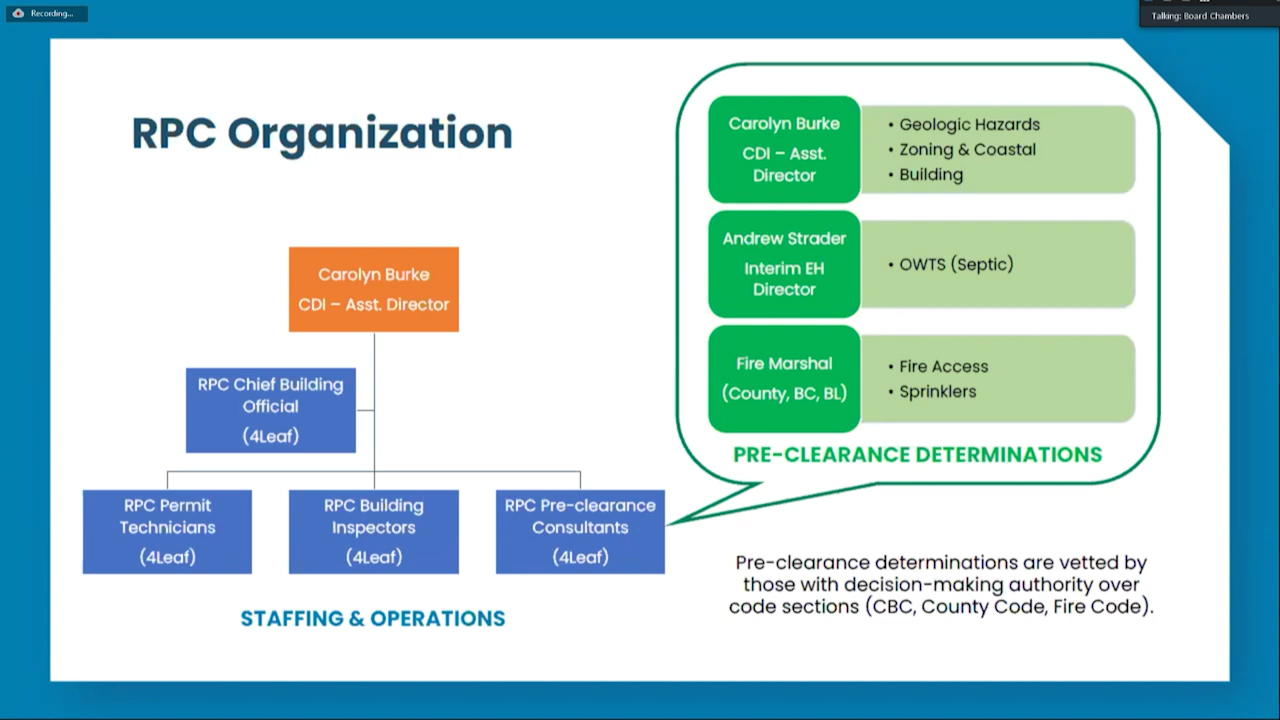 Recording...
Talking: Board Chambers
RPC Organization
Carolyn Burke
CDI – Asst. Director
RPC Chief Building
Official
(4Leaf)
RPC Permit
Technicians
(4Leaf)
RPC Building
Inspectors
(4Leaf)
RPC Pre-clearance
Consultants
(4Leaf)
STAFFING & OPERATIONS
Carolyn Burke
CDI – Asst.
Director
• Geologic Hazards
• Zoning & Coastal
• Building
Andrew Strader
Interim EH
Director
• OWTS (Septic)
Fire Marshal
(County, BC, BL)
• Fire Access
• Sprinklers
PRE-CLEARANCE DETERMINATIONS
Pre-clearance determinations are vetted by
those with decision-making authority over
code sections (CBC, County Code, Fire Code).